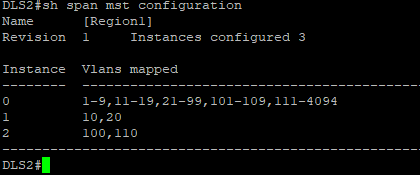 DLS2#sh span mst configuration
Name      [Region1]
Revision  1     Instances configured 3

Instance  Vlans mapped
--------  ---------------------------------------------
0         1-9,11-19,21-99,101-109,111-4094
1         10,20
2         100,110
-------------------------------------------------------
DLS2#